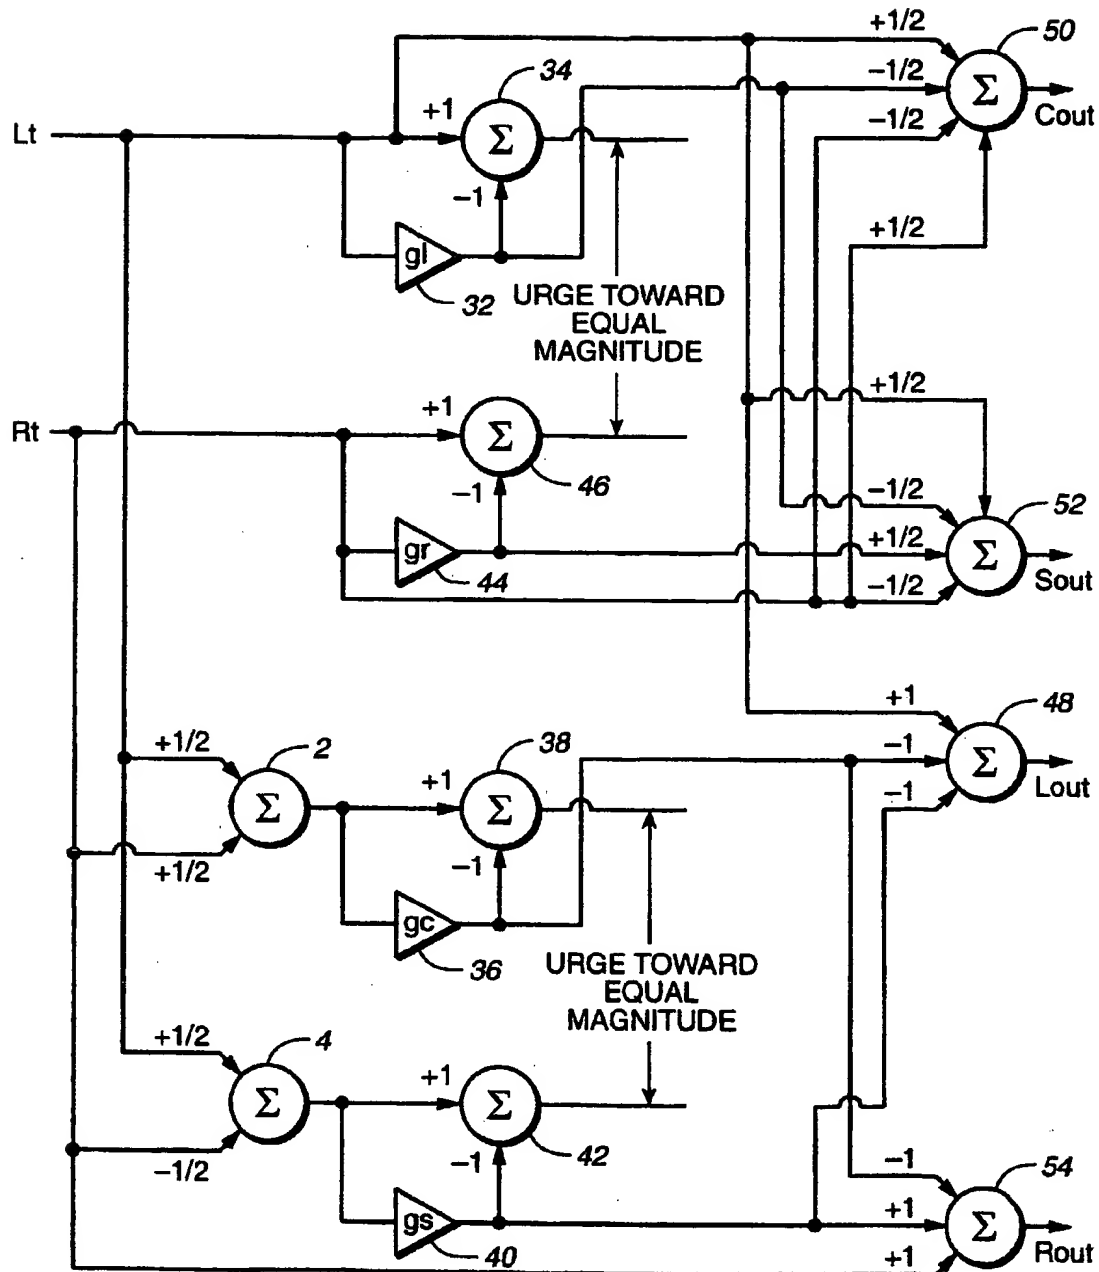 +1/2
50
34
-1/2
+1
Σ
Σ
Cout
Lt
-1/2
-1
+1/2
gl
32
URGE TOWARD
EQUAL
MAGNITUDE
+1/2
+1
Rt
Σ
46
-1
-1/2
52
gr
+1/2
Σ
44
-1/2
Sout
+1
48
+1/2
2
38
-1
+1
Σ
Σ
Σ
-1
Lout
+1/2
-1
gc
36
URGE TOWARD
EQUAL
MAGNITUDE
+1/2
4
+1
Σ
Σ
42
-1/2
-1
-1
54
gs
+1
Σ
40
+1
Rout